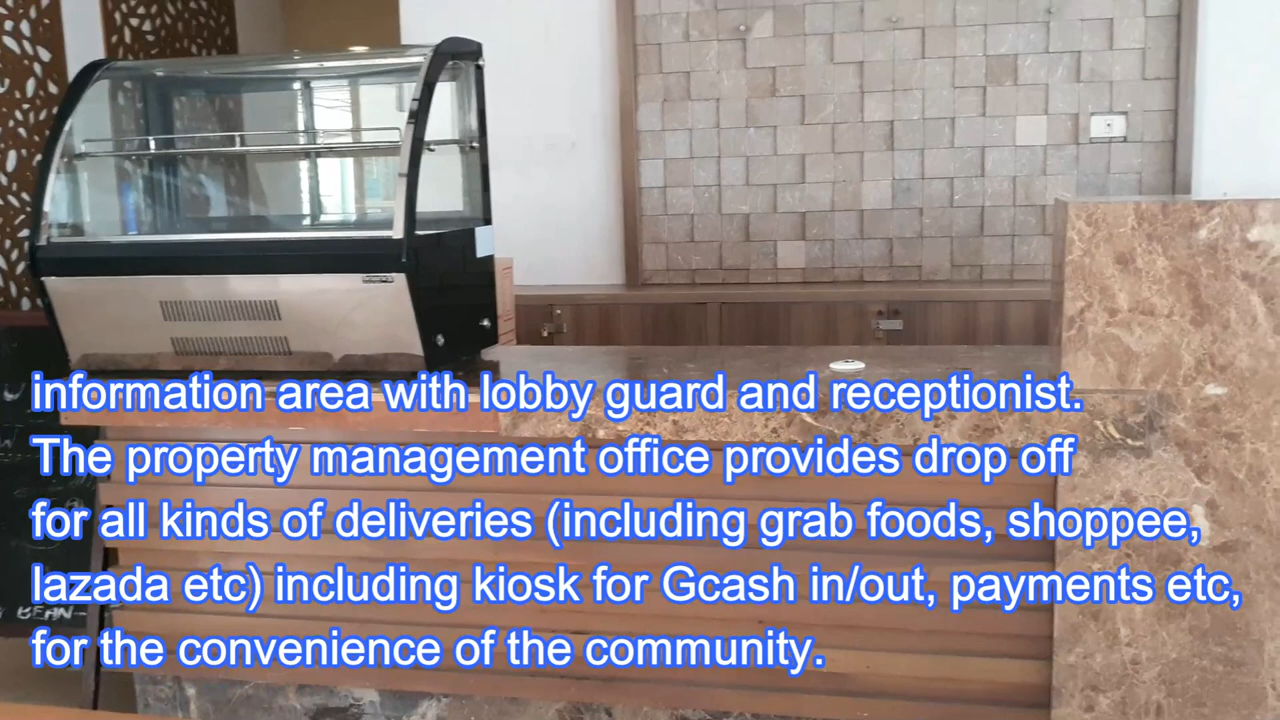 information area with lobby guard and receptionist.
The property management office provides drop off
for all kinds of deliveries (including grab foods, shoppee,
lazada etc) including kiosk for Gcash in/out, payments etc,
for the convenience of the community.
BEAN